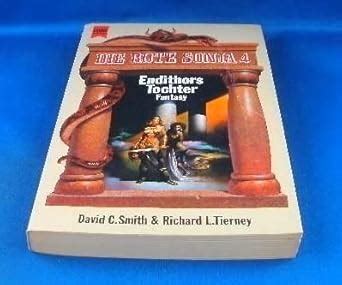 DIE ROTE SONJA 4
Endithors
Tochter
Fantasy
David C. Smith & Richard L. Tierney